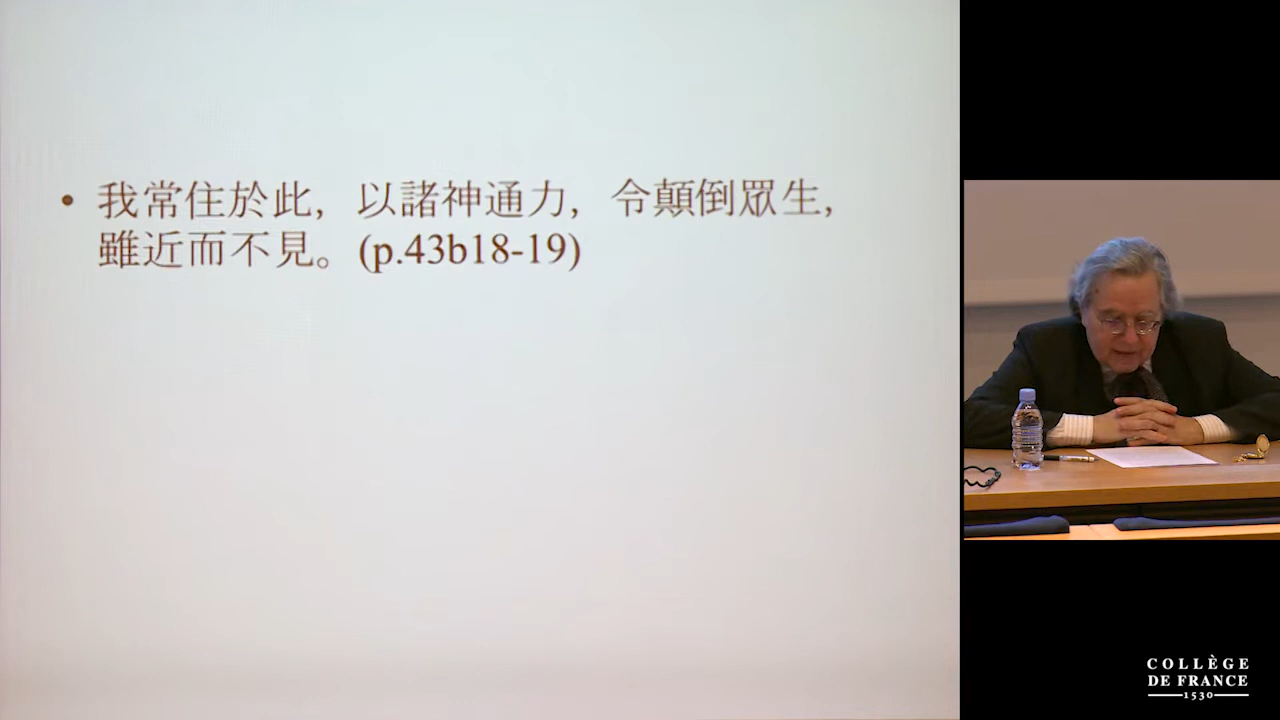 • 我常住於此，以諸神通力，令顛倒眾生，
雖近而不見。(p.43b18-19)
COLLÈGE
DE FRANCE
1530